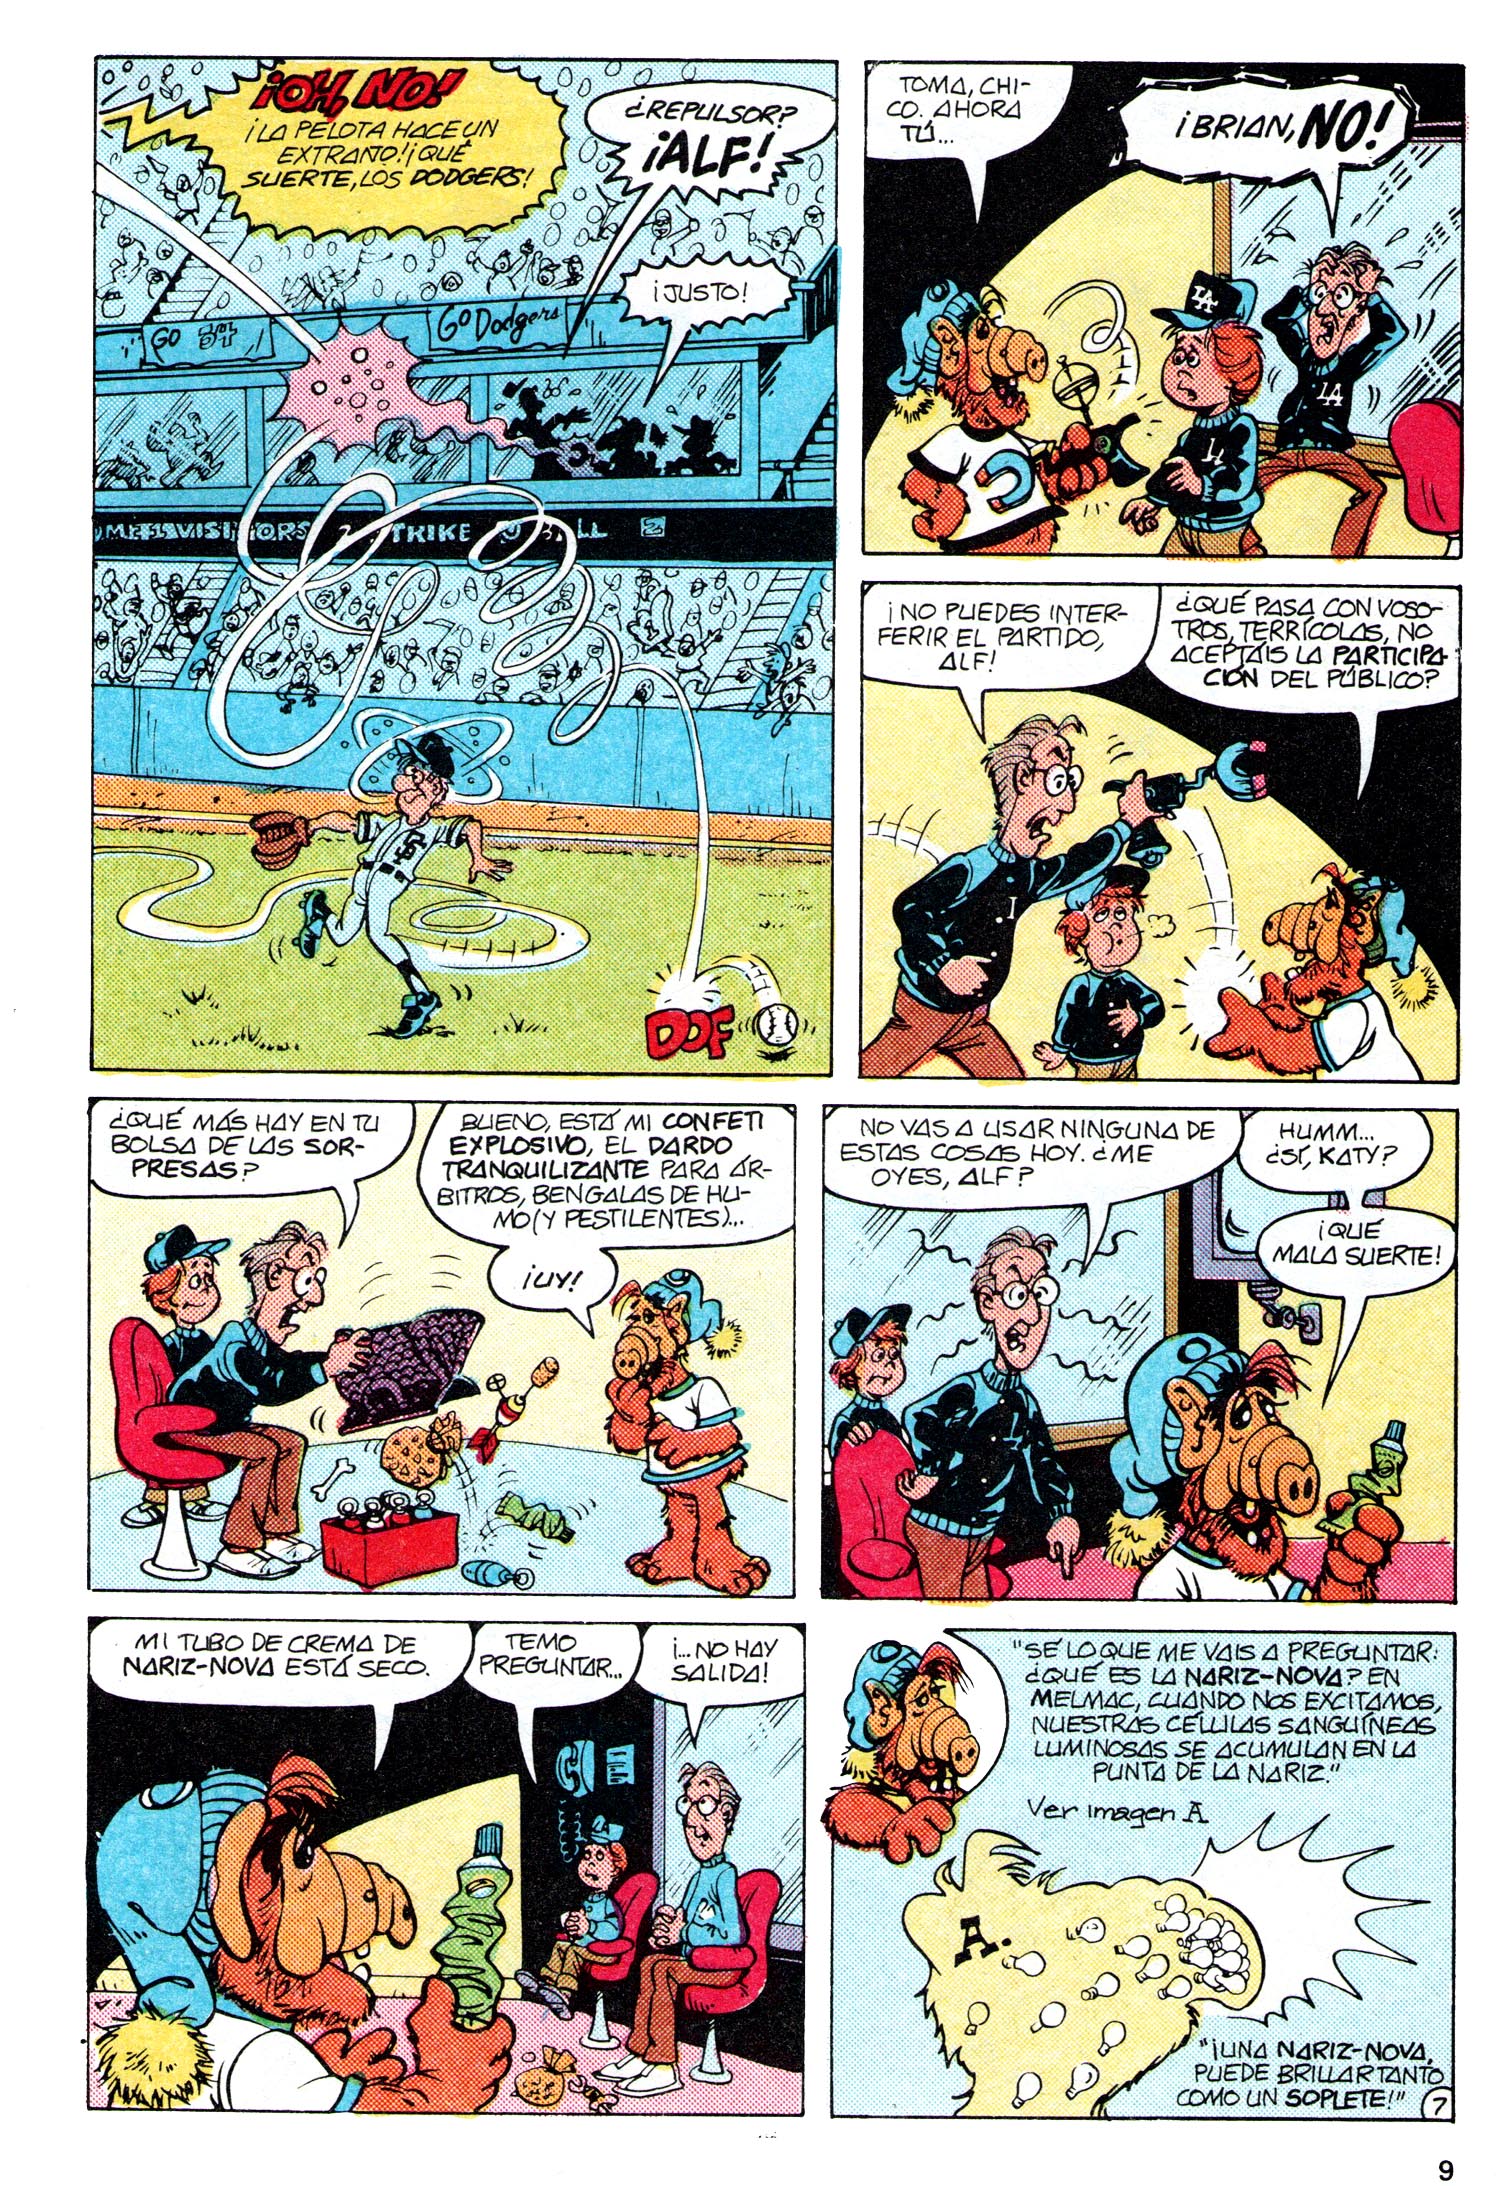 ¡OH, NO!
¡LA PELOTA HACE UN
EXTRAÑO! ¡QUÉ
SUERTE, LOS DODGERS!
¿REPULSOR?
¡ALF!
¡JUSTO!
GO
GO Dodgers
OME-1 VISITORS
STRIKE
BALL 2
DOF
TOMA, CHI-
CO. AHORA
TÚ...
¡BRIAN, NO!
LA
LA
¡NO PUEDES INTER-
FERIR EL PARTIDO,
ALF!
¿QUÉ PASA CON VOSO-
TROS, TERRÍCOLAS, NO
ACEPTÁIS LA PARTICIPA-
CIÓN DEL PÚBLICO?
¿QUÉ MÁS HAY EN TU
BOLSA DE LAS SOR-
PRESAS?
BUENO, ESTÁ MI CONFETI
EXPLOSIVO, EL DARDO
TRANQUILIZANTE PARA ÁR-
BITROS, BENGALAS DE HU-
MO (Y PESTILENTES)...
¡UY!
NO VAS A USAR NINGUNA DE
ESTAS COSAS HOY. ¿ME
OYES, ALF?
HUMM...
¿SÍ, KATY?
¡QUÉ
MALA SUERTE!
MI TUBO DE CREMA DE
NARIZ-NOVA ESTÁ SECO.
TEMO
PREGUNTAR...
¡...NO HAY
SALIDA!
"SÉ LO QUE ME VAIS A PREGUNTAR:
¿QUÉ ES LA NARIZ-NOVA? EN
MELMAC, CUANDO NOS EXCITAMOS,
NUESTRAS CÉLULAS SANGUÍNEAS
LUMINOSAS SE ACUMULAN EN LA
PUNTA DE LA NARIZ."
Ver imagen A
A.
"¡UNA NARIZ-NOVA,
PUEDE BRILLAR TANTO
COMO UN SOPLETE!"
7
9